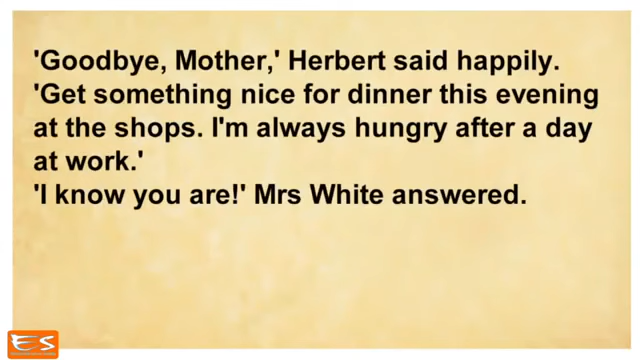 'Goodbye, Mother,' Herbert said happily.
'Get something nice for dinner this evening
at the shops. I'm always hungry after a day
at work.'
'I know you are!' Mrs White answered.
ES